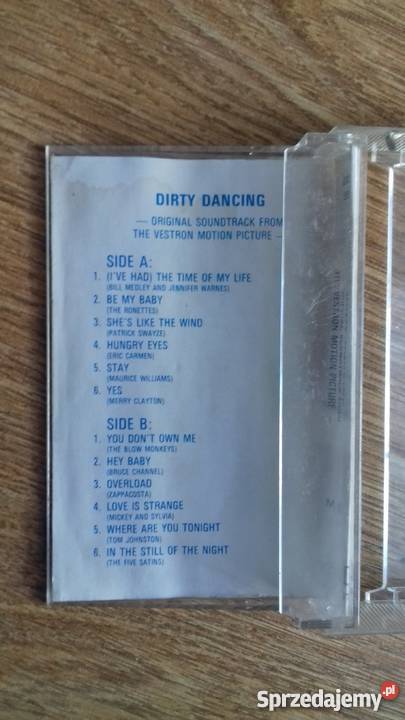 DIRTY DANCING
— ORIGINAL SOUNDTRACK FROM
THE VESTRON MOTION PICTURE –
SIDE A:
1. (I'VE HAD) THE TIME OF MY LIFE
(BILL MEDLEY AND JENNIFER WARNES)
2. BE MY BABY
(THE RONETTES)
3. SHE'S LIKE THE WIND
(PATRICK SWAYZE)
4. HUNGRY EYES
(ERIC CARMEN)
5. STAY
(MAURICE WILLIAMS)
6. YES
(MERRY CLAYTON)
SIDE B:
1. YOU DON'T OWN ME
(THE BLOW MONKEYS)
2. HEY BABY
(BRUCE CHANNEL)
3. OVERLOAD
(ZAPPACOSTA)
4. LOVE IS STRANGE
(MICKEY AND SYLVIA)
5. WHERE ARE YOU TONIGHT
(TOM JOHNSTON)
6. IN THE STILL OF THE NIGHT
(THE FIVE SATINS)
THE VESTRON MOTION PICTURE
Sprzedajemy.pl